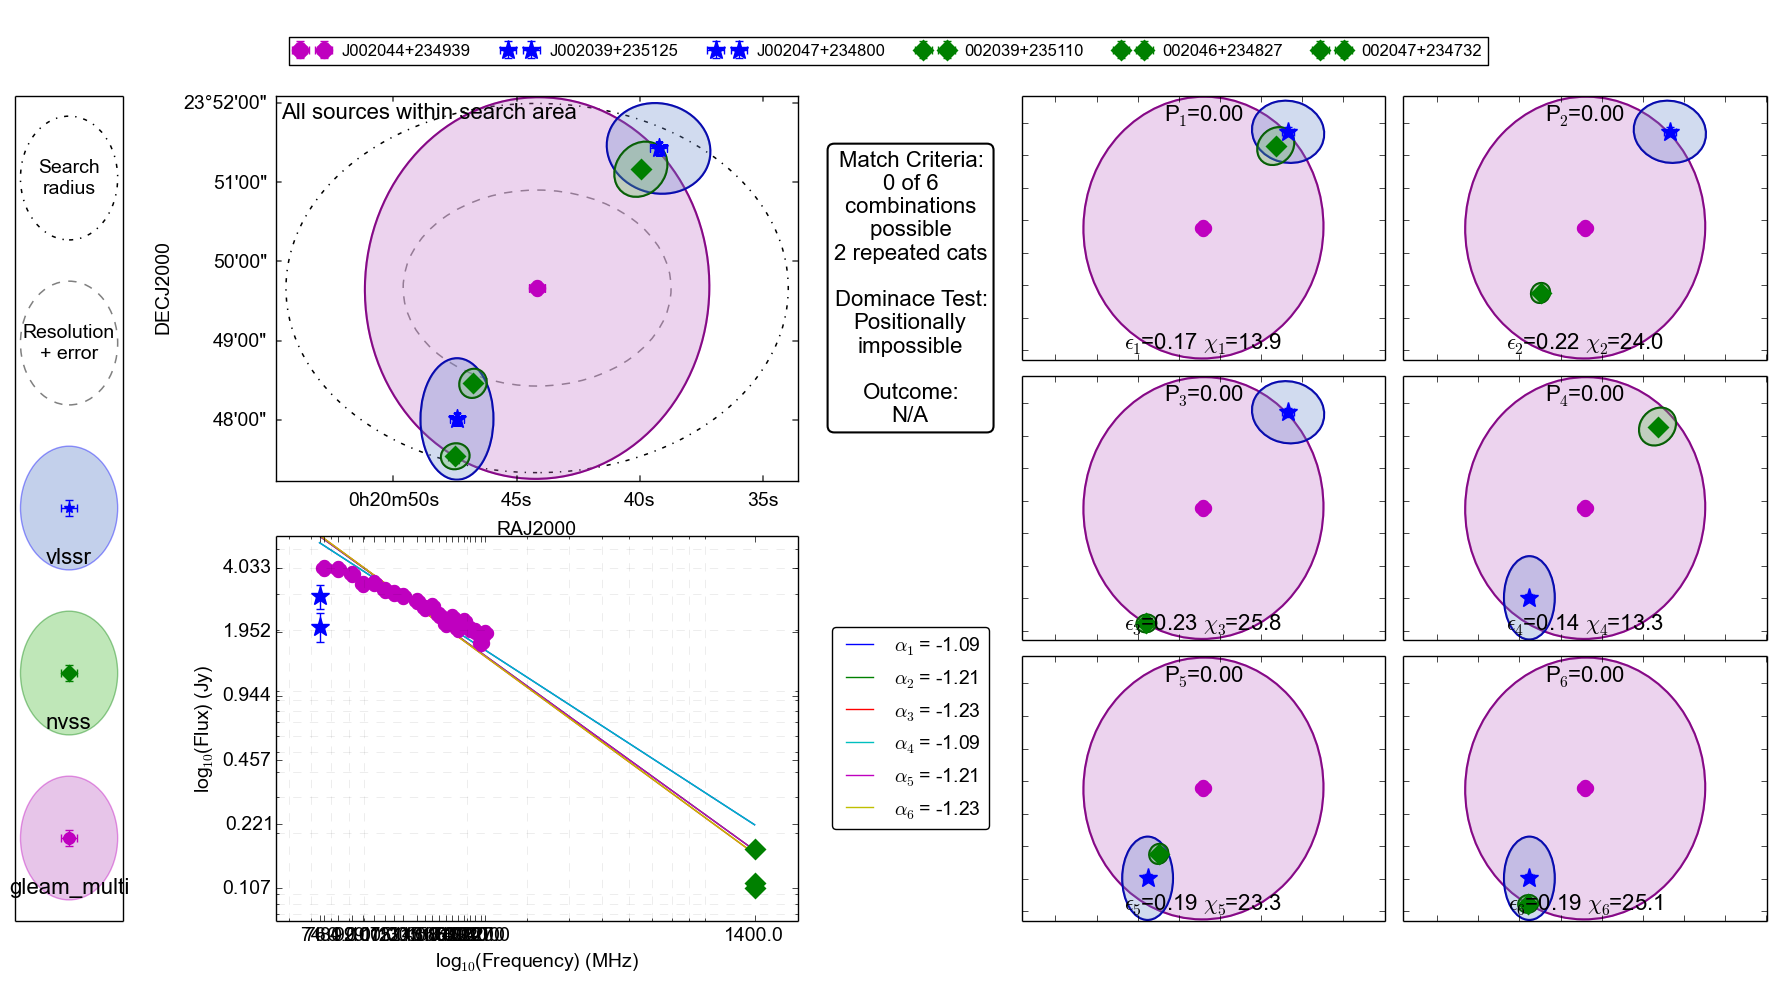 J002044+234939 J002039+235125 J002047+234800 002039+235110 002046+234827 002047+234732
Search
radius
Resolution
+ error
vlssr
nvss
gleam_multi
All sources within search area
23°52'00"
51'00"
50'00"
49'00"
48'00"
DECJ2000
0h20m50s 45s 40s 35s
RAJ2000
Match Criteria:
0 of 6
combinations
possible
2 repeated cats
Dominace Test:
Positionally
impossible
Outcome:
N/A
P1=0.00
ϵ1=0.17 χ1=13.9
P2=0.00
ϵ2=0.22 χ2=24.0
P3=0.00
ϵ3=0.23 χ3=25.8
P4=0.00
ϵ4=0.14 χ4=13.3
P5=0.00
ϵ5=0.19 χ5=23.3
P6=0.00
ϵ6=0.19 χ6=25.1
4.033
1.952
0.944
0.457
0.221
0.107
log10(Flux) (Jy)
1400.0
log10(Frequency) (MHz)
α1 = -1.09
α2 = -1.21
α3 = -1.23
α4 = -1.09
α5 = -1.21
α6 = -1.23